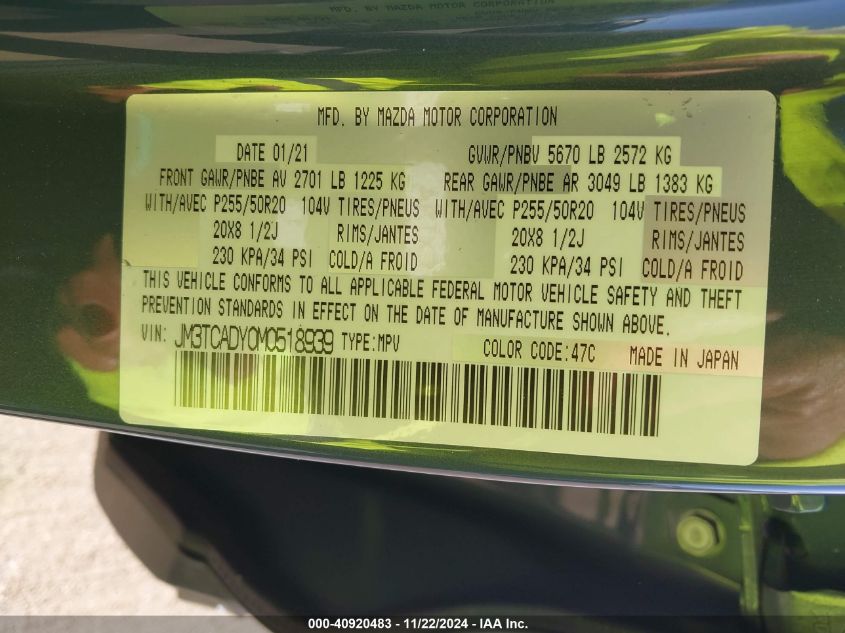 MFD. BY MAZDA MOTOR CORPORATION
DATE 01/21 GVWR/PNBV 5670 LB 2572 KG
FRONT GAWR/PNBE AV 2701 LB 1225 KG REAR GAWR/PNBE AR 3049 LB 1383 KG
WITH/AVEC P255/50R20 104V TIRES/PNEUS WITH/AVEC P255/50R20 104V TIRES/PNEUS
20X8 1/2J RIMS/JANTES 20X8 1/2J RIMS/JANTES
230 KPA/34 PSI COLD/A FROID 230 KPA/34 PSI COLD/A FROID
THIS VEHICLE CONFORMS TO ALL APPLICABLE FEDERAL MOTOR VEHICLE SAFETY AND THEFT
PREVENTION STANDARDS IN EFFECT ON THE DATE OF MANUFACTURE SHOWN ABOVE.
VIN: JM3TCADY0M0518939 TYPE:MPV COLOR CODE:47C MADE IN JAPAN
000-40920483 - 11/22/2024 - IAA Inc.